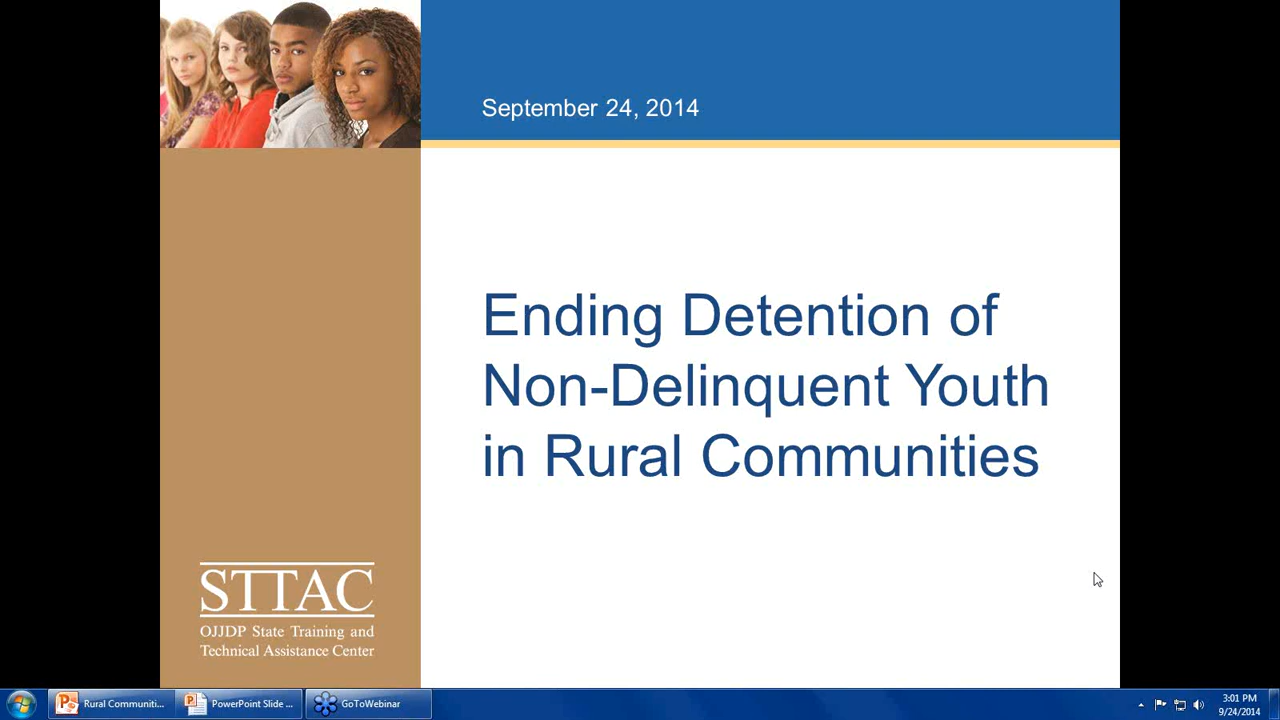 September 24, 2014
Ending Detention of
Non-Delinquent Youth
in Rural Communities
STTAC
OJJDP State Training and
Technical Assistance Center
Rural Communiti...
PowerPoint Slide ...
GoToWebinar
3:01 PM
9/24/2014